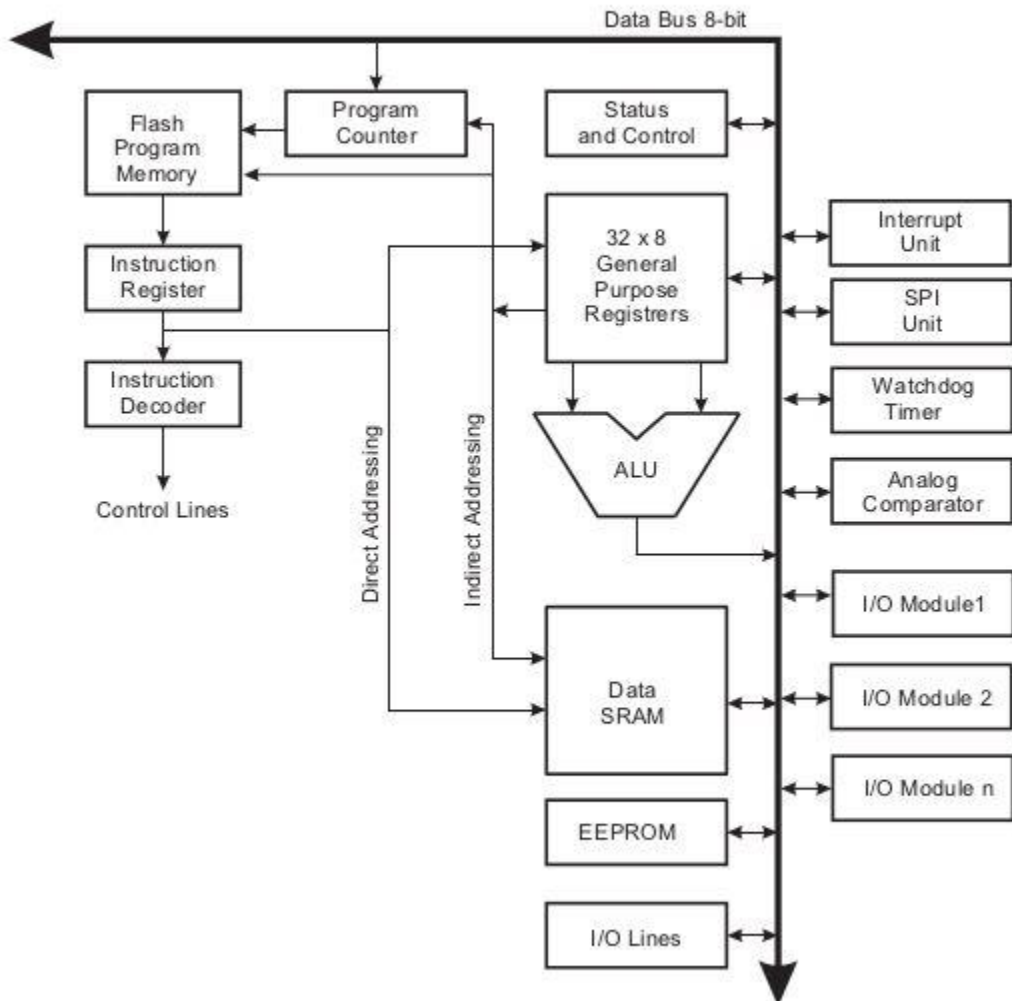 Data Bus 8-bit
Flash
Program
Memory
Program
Counter
Status
and Control
32 x 8
General
Purpose
Registrers
Interrupt
Unit
Instruction
Register
SPI
Unit
Instruction
Decoder
Watchdog
Timer
ALU
Analog
Comparator
Control Lines
Direct Addressing
Indirect Addressing
I/O Module1
Data
SRAM
I/O Module 2
I/O Module n
EEPROM
I/O Lines